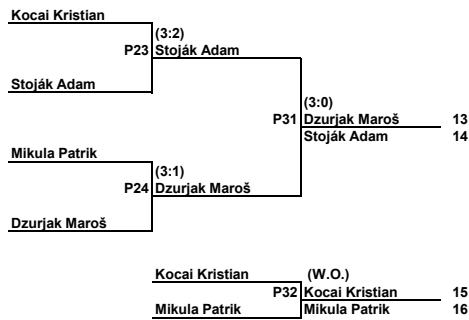 Kocai Kristian
(3:2)
P23 Stoják Adam
Stoják Adam
(3:0)
P31 Dzurjak Maroš 13
Stoják Adam 14
Mikula Patrik
(3:1)
P24 Dzurjak Maroš
Dzurjak Maroš
Kocai Kristian (W.O.)
P32 Kocai Kristian 15
Mikula Patrik Mikula Patrik 16